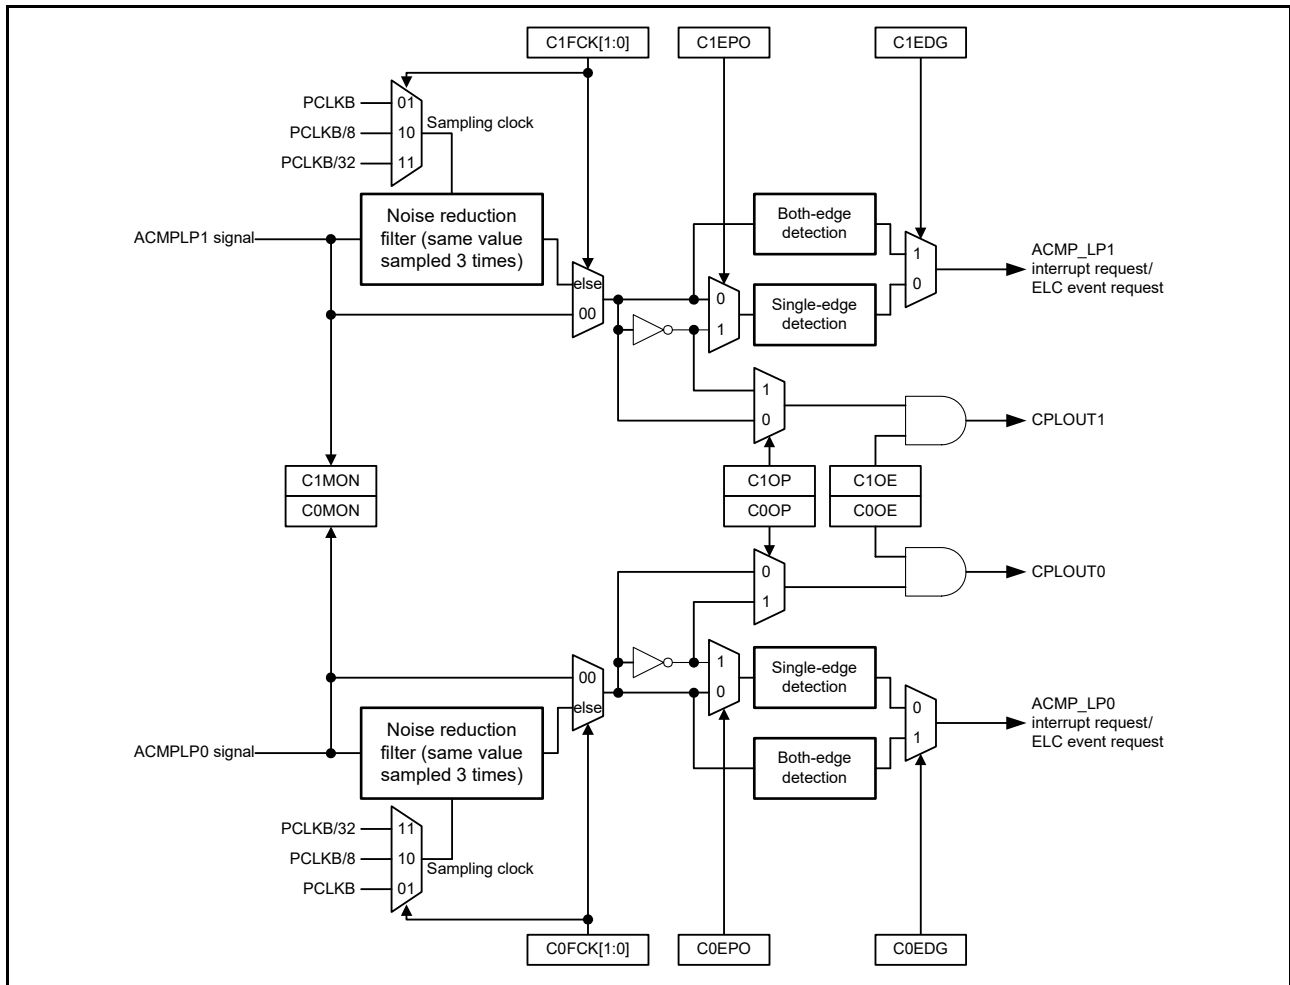 C1FCK[1:0]
C1EPO
C1EDG
PCLKB
01
PCLKB/8
10
Sampling clock
PCLKB/32
11
Noise reduction
filter (same value
sampled 3 times)
ACMPLP1 signal
else
00
0
1
Both-edge
detection
Single-edge
detection
1
0
ACMP_LP1
interrupt request/
ELC event request
1
0
CPLOUT1
C1MON
C0MON
C1OP
C0OP
C1OE
C0OE
0
1
CPLOUT0
00
else
1
0
Single-edge
detection
Both-edge
detection
0
1
ACMP_LP0
interrupt request/
ELC event request
ACMPLP0 signal
Noise reduction
filter (same value
sampled 3 times)
PCLKB/32
11
PCLKB/8
10
Sampling clock
PCLKB
01
C0FCK[1:0]
C0EPO
C0EDG